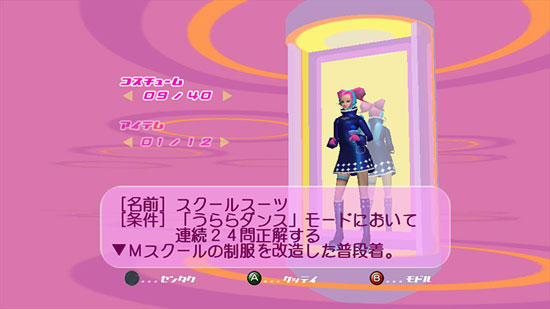 コスチューム
09/40
アイテム
01/12
[名前] スクールスーツ
[条件] 「うららダンス」モードにおいて
連続24問正解する
▼Mスクールの制服を改造した普段着。
...センタク A...ケッテイ B...モドル